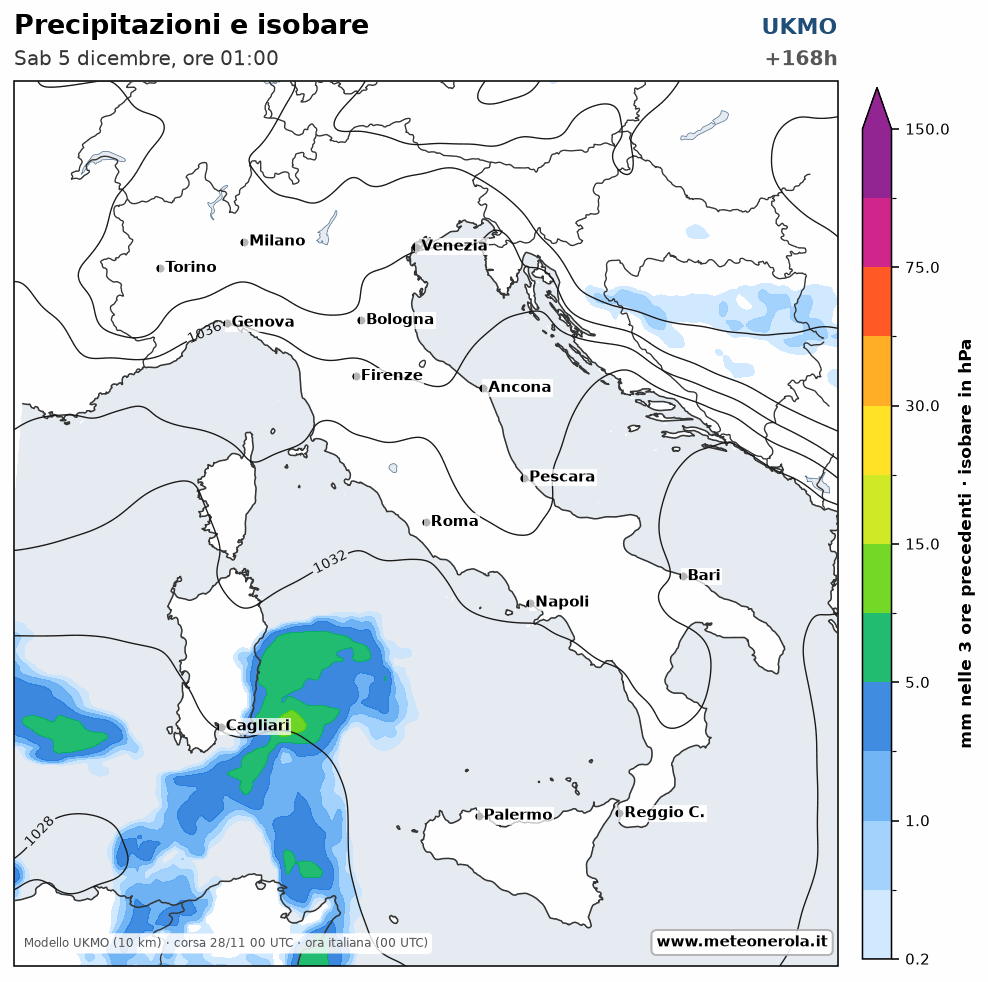 Precipitazioni e isobare
UKMO
Sab 5 dicembre, ore 01:00
+168h
150.0
75.0
30.0
15.0
5.0
1.0
0.2
mm nelle 3 ore precedenti · isobare in hPa
Milano
Venezia
Torino
1036
Genova
Bologna
Firenze
Ancona
Pescara
Roma
1032
Bari
Napoli
Cagliari
1028
Palermo
Reggio C.
Modello UKMO (10 km) · corsa 28/11 00 UTC · ora italiana (00 UTC)
www.meteonerola.it